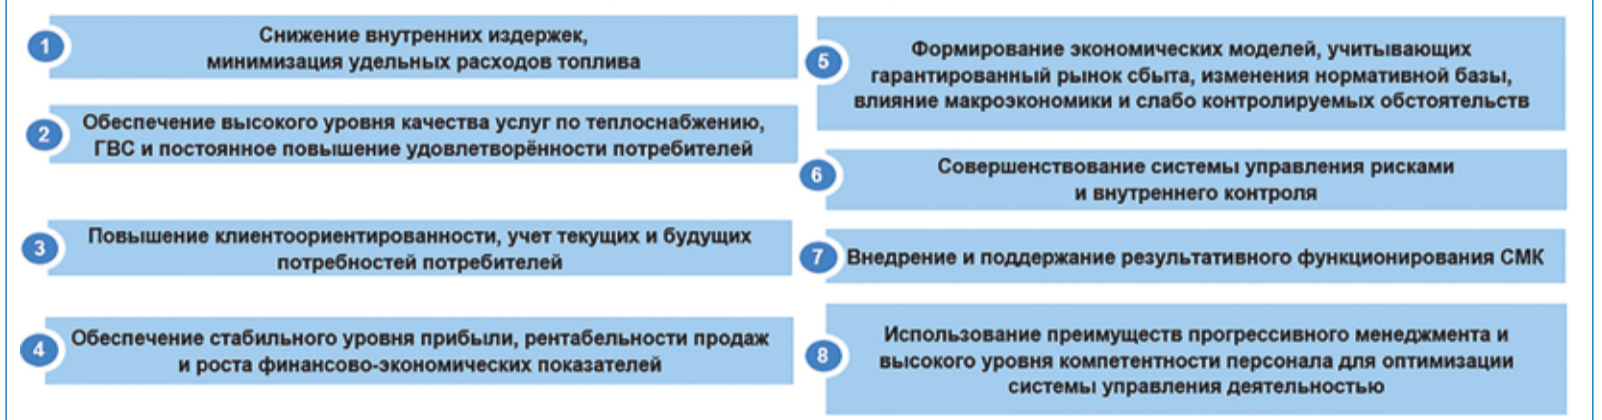 1
Снижение внутренних издержек,
минимизация удельных расходов топлива
2
Обеспечение высокого уровня качества услуг по теплоснабжению,
ГВС и постоянное повышение удовлетворённости потребителей
3
Повышение клиентоориентированности, учет текущих и будущих
потребностей потребителей
4
Обеспечение стабильного уровня прибыли, рентабельности продаж
и роста финансово-экономических показателей
5
Формирование экономических моделей, учитывающих
гарантированный рынок сбыта, изменения нормативной базы,
влияние макроэкономики и слабо контролируемых обстоятельств
6
Совершенствование системы управления рисками
и внутреннего контроля
7
Внедрение и поддержание результативного функционирования СМК
8
Использование преимуществ прогрессивного менеджмента и
высокого уровня компетентности персонала для оптимизации
системы управления деятельностью